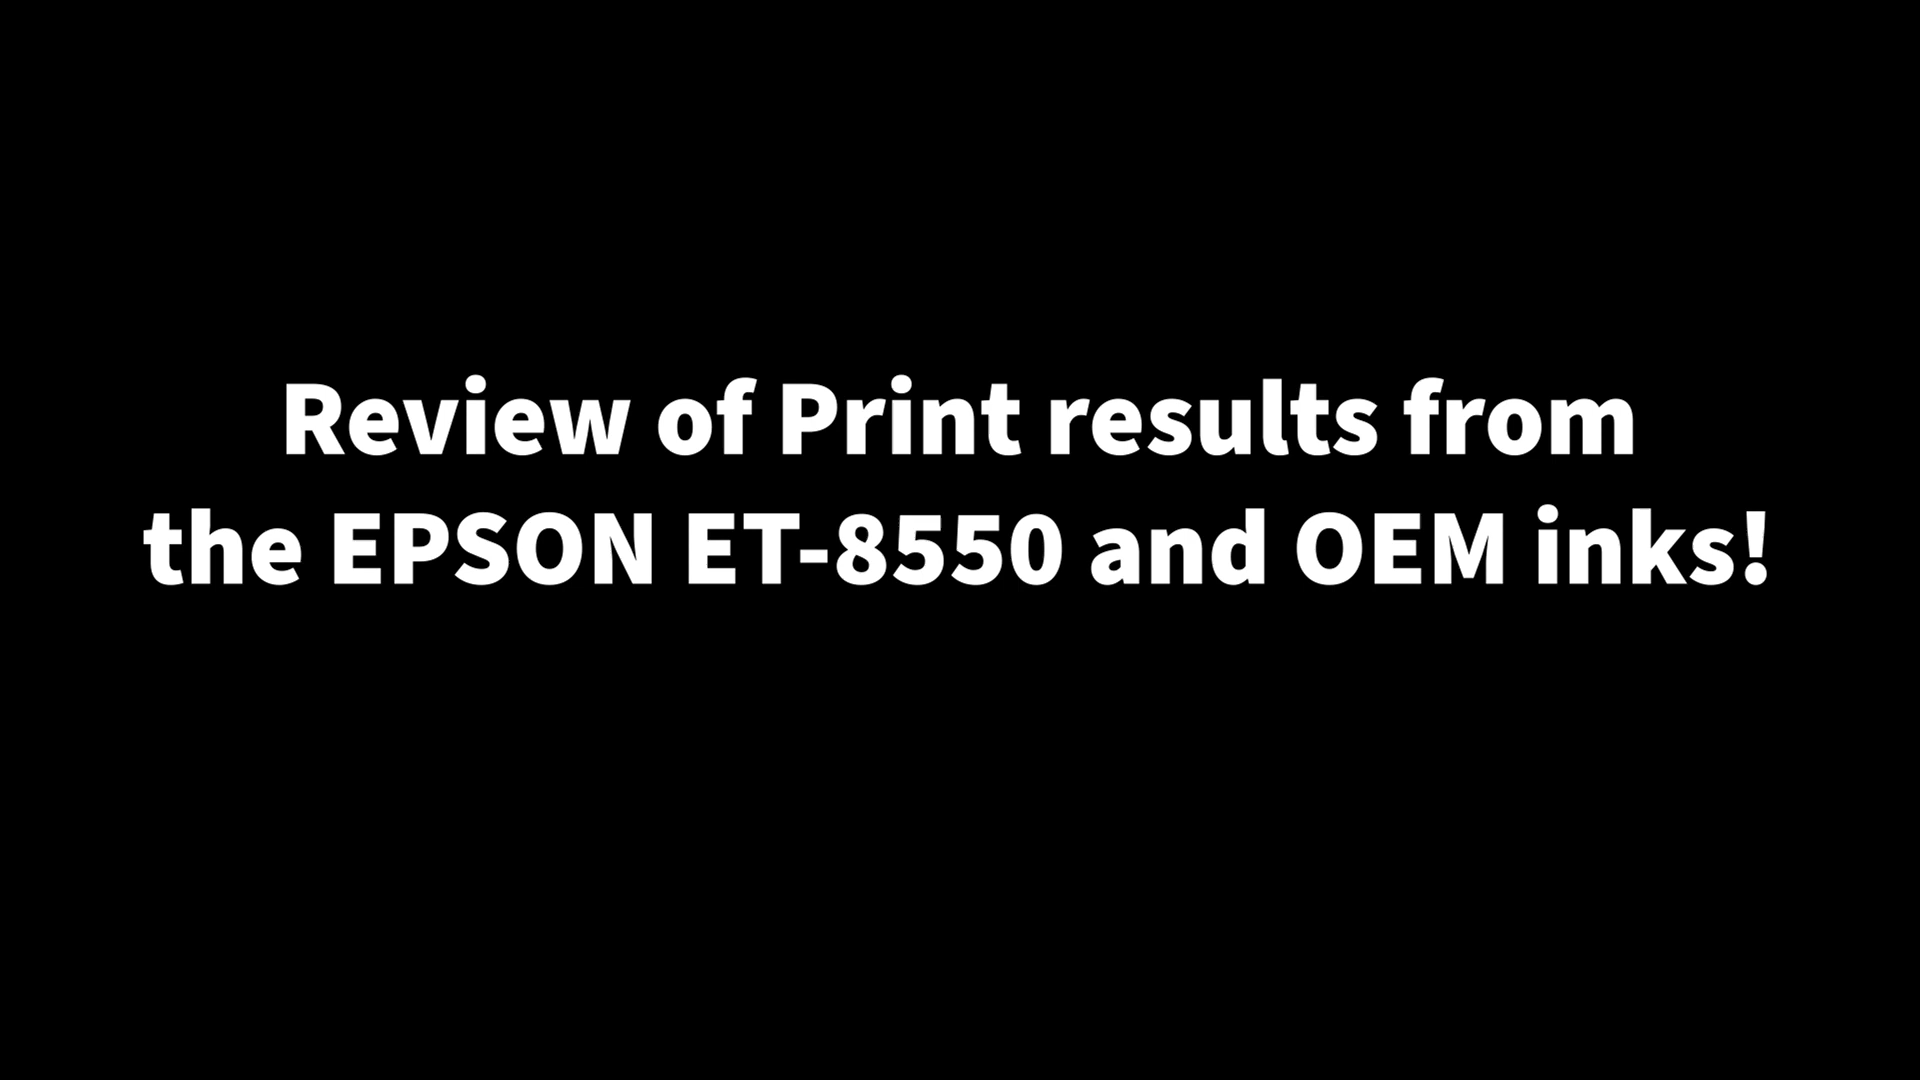 Review of Print results from
the EPSON ET-8550 and OEM inks!